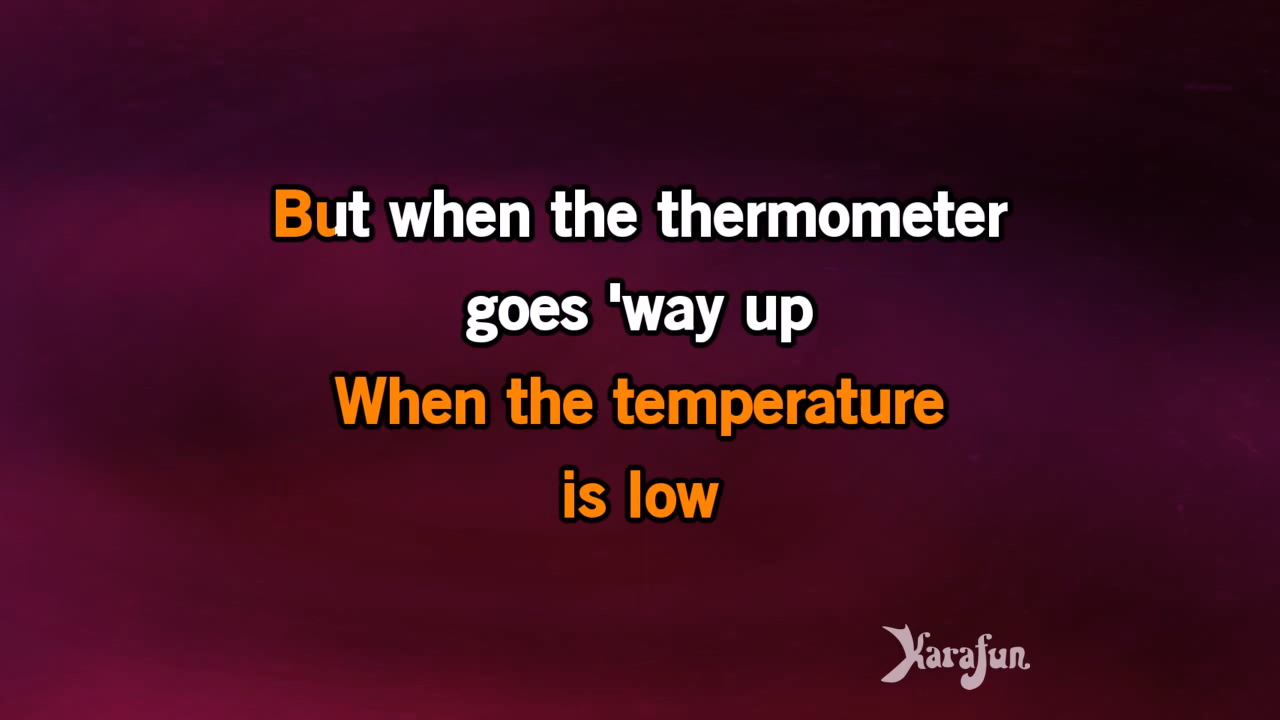 But when the thermometer
goes 'way up
When the temperature
is low
Karafun